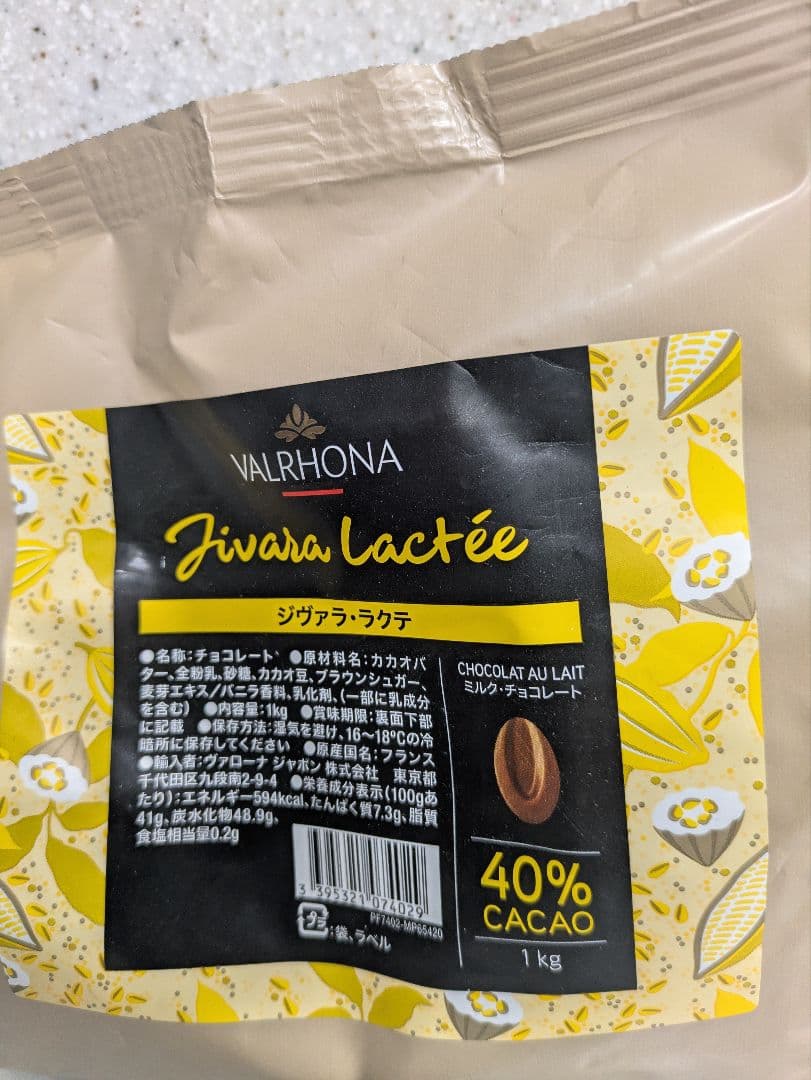 VALRHONA
Jivara Lactée
ジヴァラ・ラクテ
●名称:チョコレート ●原材料名:カカオバ
ター、全粉乳、砂糖、カカオ豆、ブラウンシュガー、
麦芽エキス/バニラ香料、乳化剤、(一部に乳成分
を含む) ●内容量:1kg ●賞味期限:裏面下部
に記載 ●保存方法:湿気を避け、16～18℃の冷
暗所に保存してください ●原産国名:フランス
●輸入者:ヴァローナ ジャポン 株式会社 東京都
千代田区九段南2-9-4 ●栄養成分表示(100gあ
たり):エネルギー594kcal、たんぱく質7.3g、脂質
41g、炭水化物48.9g、
食塩相当量0.2g
3 395321 074029
PF7402-MP65420
プラ:袋、ラベル
CHOCOLAT AU LAIT
ミルク・チョコレート
40%
CACAO
1 kg